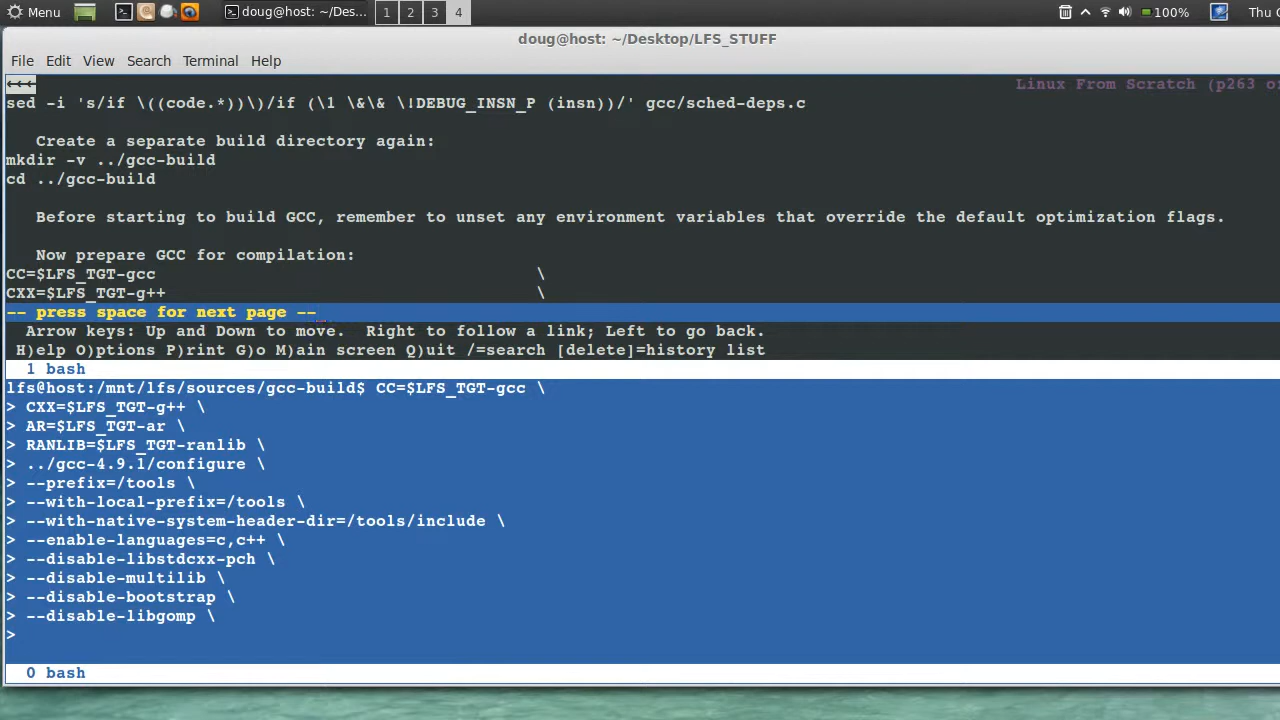 Menu doug@host: ~/Des... 1 2 3 4 100% Thu
doug@host: ~/Desktop/LFS_STUFF
File Edit View Search Terminal Help
<<< Linux From Scratch (p263
sed -i 's/if \((code.*))\)/if (\1 \&\& \!DEBUG_INSN_P (insn))/' gcc/sched-deps.c
Create a separate build directory again:
mkdir -v ../gcc-build
cd ../gcc-build
Before starting to build GCC, remember to unset any environment variables that override the default optimization flags.
Now prepare GCC for compilation:
CC=$LFS_TGT-gcc \
CXX=$LFS_TGT-g++ \
-- press space for next page --
Arrow keys: Up and Down to move. Right to follow a link; Left to go back.
H)elp O)ptions P)rint G)o M)ain screen Q)uit /=search [delete]=history list
1 bash
lfs@host:/mnt/lfs/sources/gcc-build$ CC=$LFS_TGT-gcc \
> CXX=$LFS_TGT-g++ \
> AR=$LFS_TGT-ar \
> RANLIB=$LFS_TGT-ranlib \
> ../gcc-4.9.1/configure \
> --prefix=/tools \
> --with-local-prefix=/tools \
> --with-native-system-header-dir=/tools/include \
> --enable-languages=c,c++ \
> --disable-libstdcxx-pch \
> --disable-multilib \
> --disable-bootstrap \
> --disable-libgomp \
>
0 bash